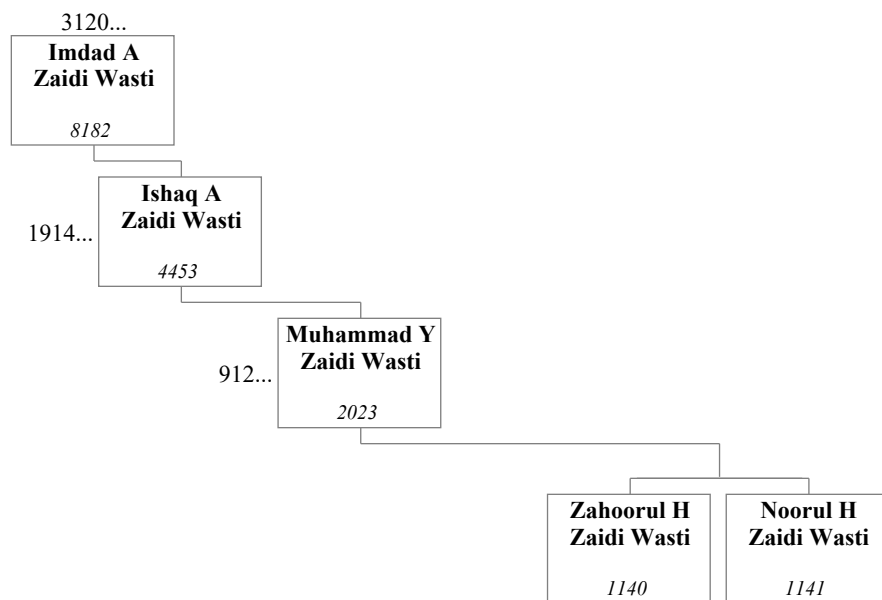 3120...
Imdad A
Zaidi Wasti
8182
Ishaq A
Zaidi Wasti
1914...
4453
Muhammad Y
Zaidi Wasti
912...
2023
Zahoorul H
Zaidi Wasti
1140
Noorul H
Zaidi Wasti
1141